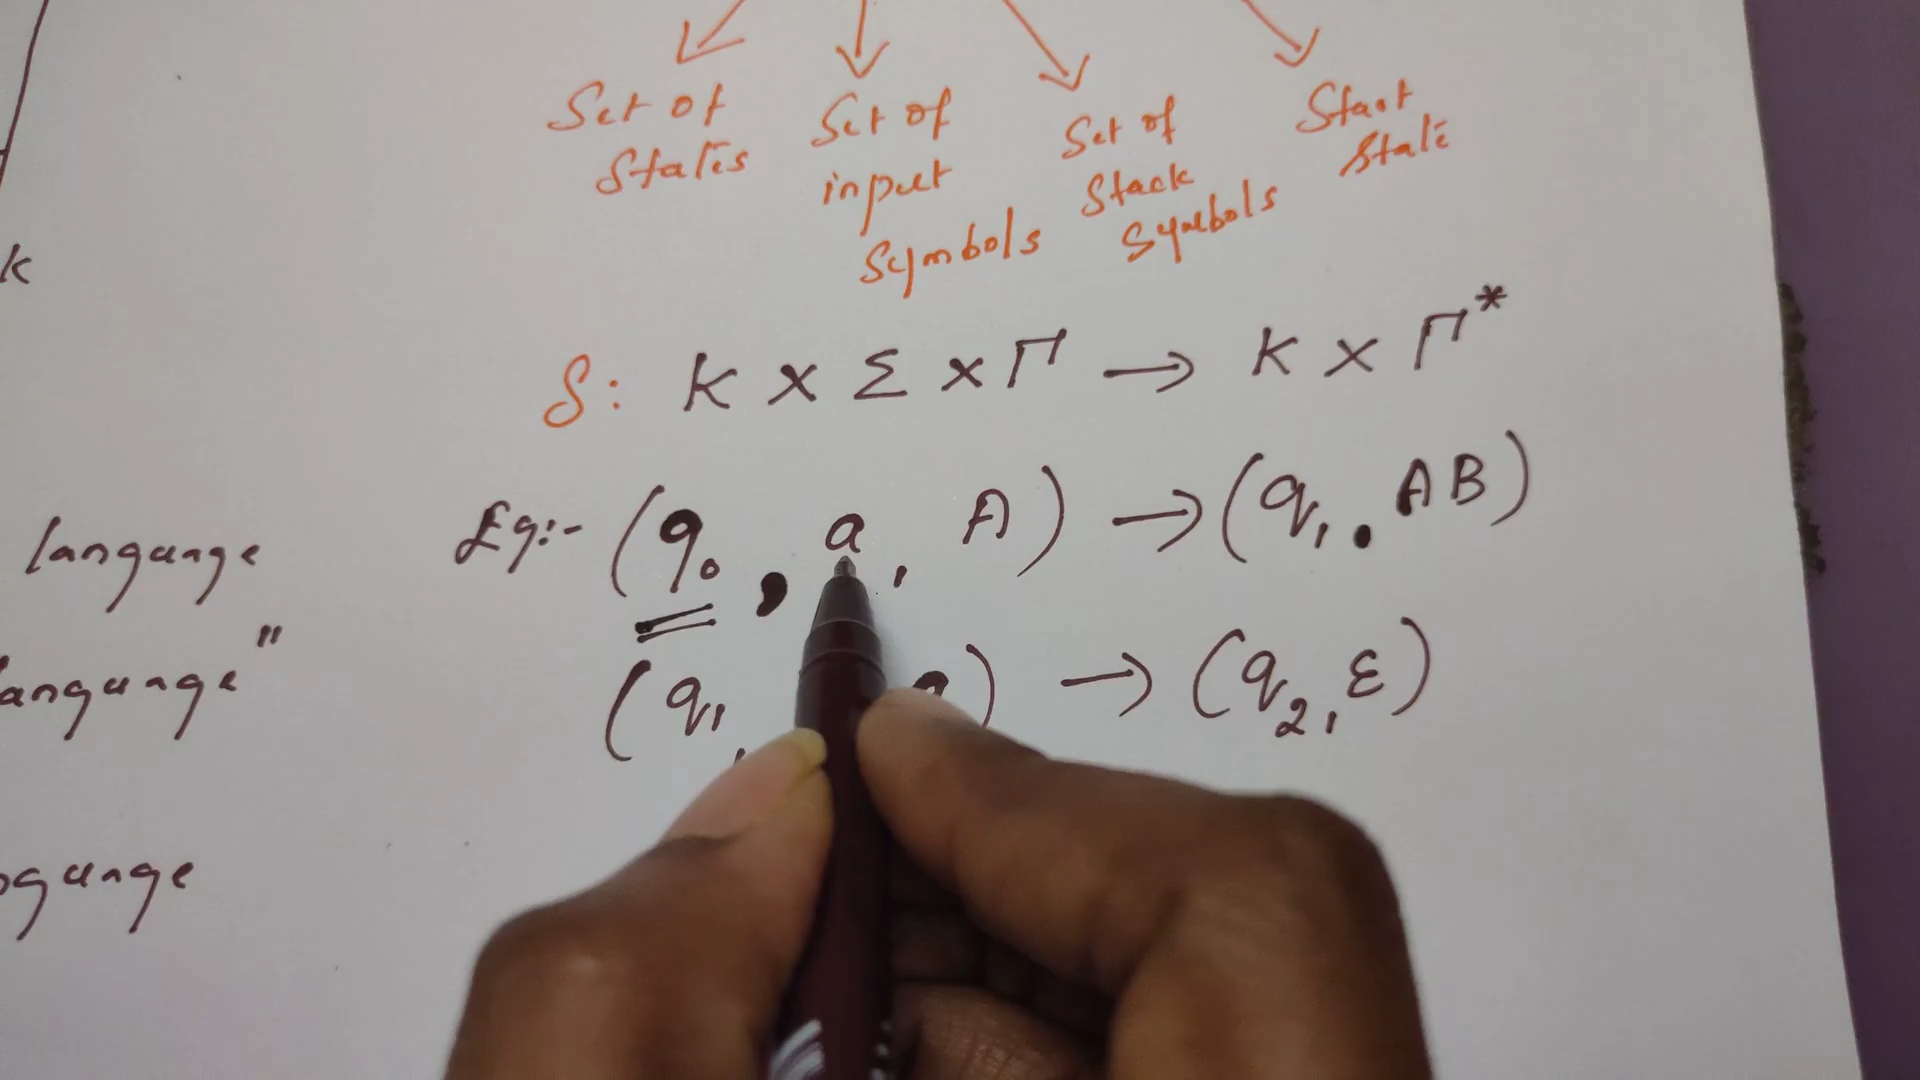 Set of states
Set of input symbols
Set of Stack Symbols
Start State
k
δ: K x Σ x Γ → K x Γ*
language
Eg:- (q₀, a, A) → (q₁, AB)
language"
(q₁, → (q₂, ε)